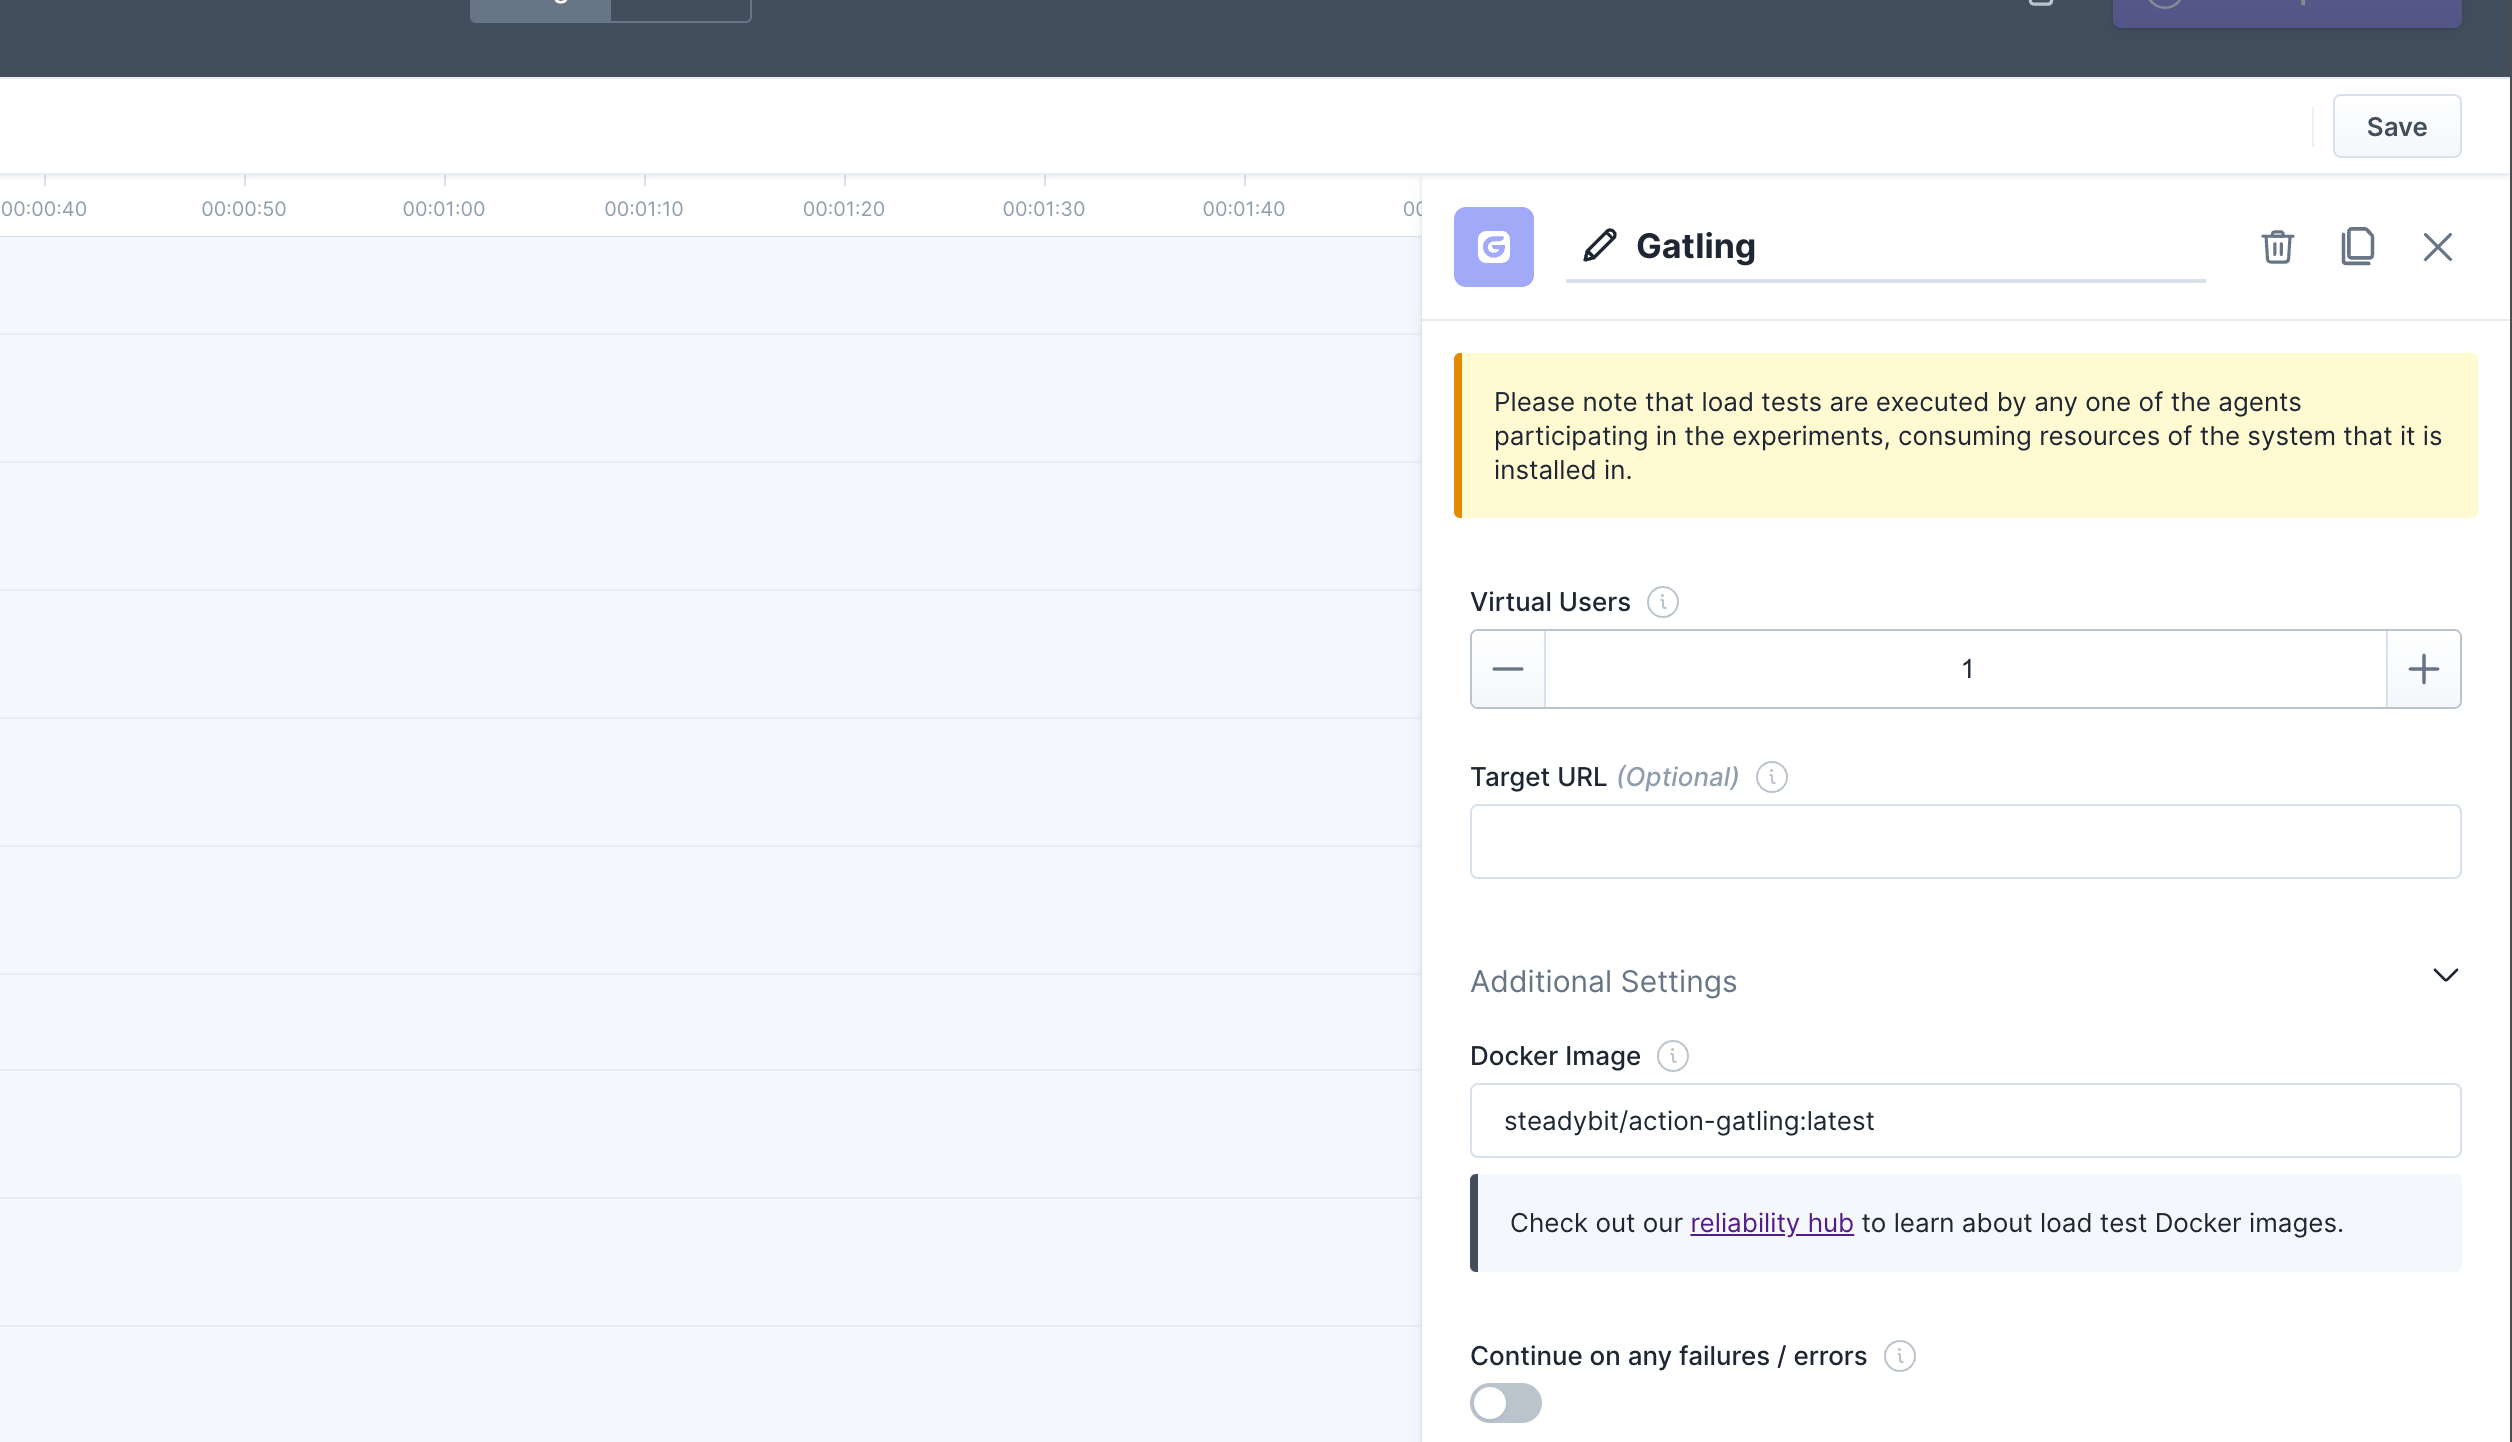 Save
00:00:40 00:00:50 00:01:00 00:01:10 00:01:20 00:01:30 00:01:40
Gatling
Please note that load tests are executed by any one of the agents
participating in the experiments, consuming resources of the system that it is
installed in.
Virtual Users
1
Target URL (Optional)
Additional Settings
Docker Image
steadybit/action-gatling:latest
Check out our reliability hub to learn about load test Docker images.
Continue on any failures / errors